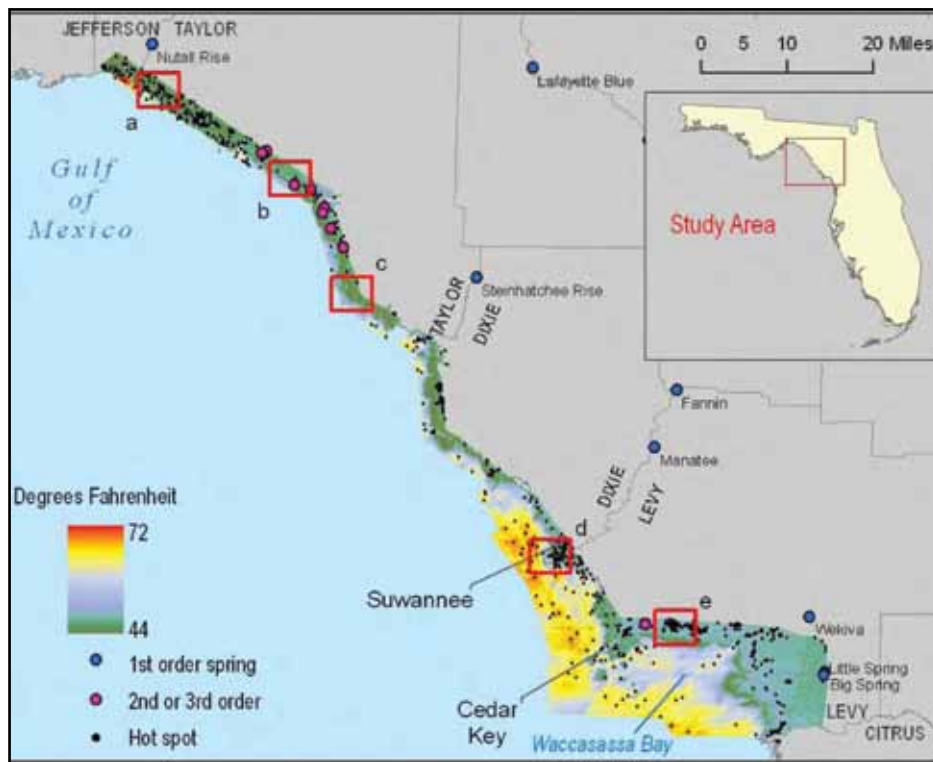 JEFFERSON TAYLOR
Nutall Rise
0 5 10 20 Miles
Lafayette Blue
a
Gulf
of
Mexico
b
Study Area
c
Steinhatchee Rise
TAYLOR
DIXIE
Fannin
Manatee
DIXIE
LEVY
Degrees Fahrenheit
72
44
d
Suwannee
e
1st order spring
2nd or 3rd order
Hot spot
Wekiva
Little Spring
Big Spring
Cedar
Key
Waccasassa Bay
LEVY
CITRUS